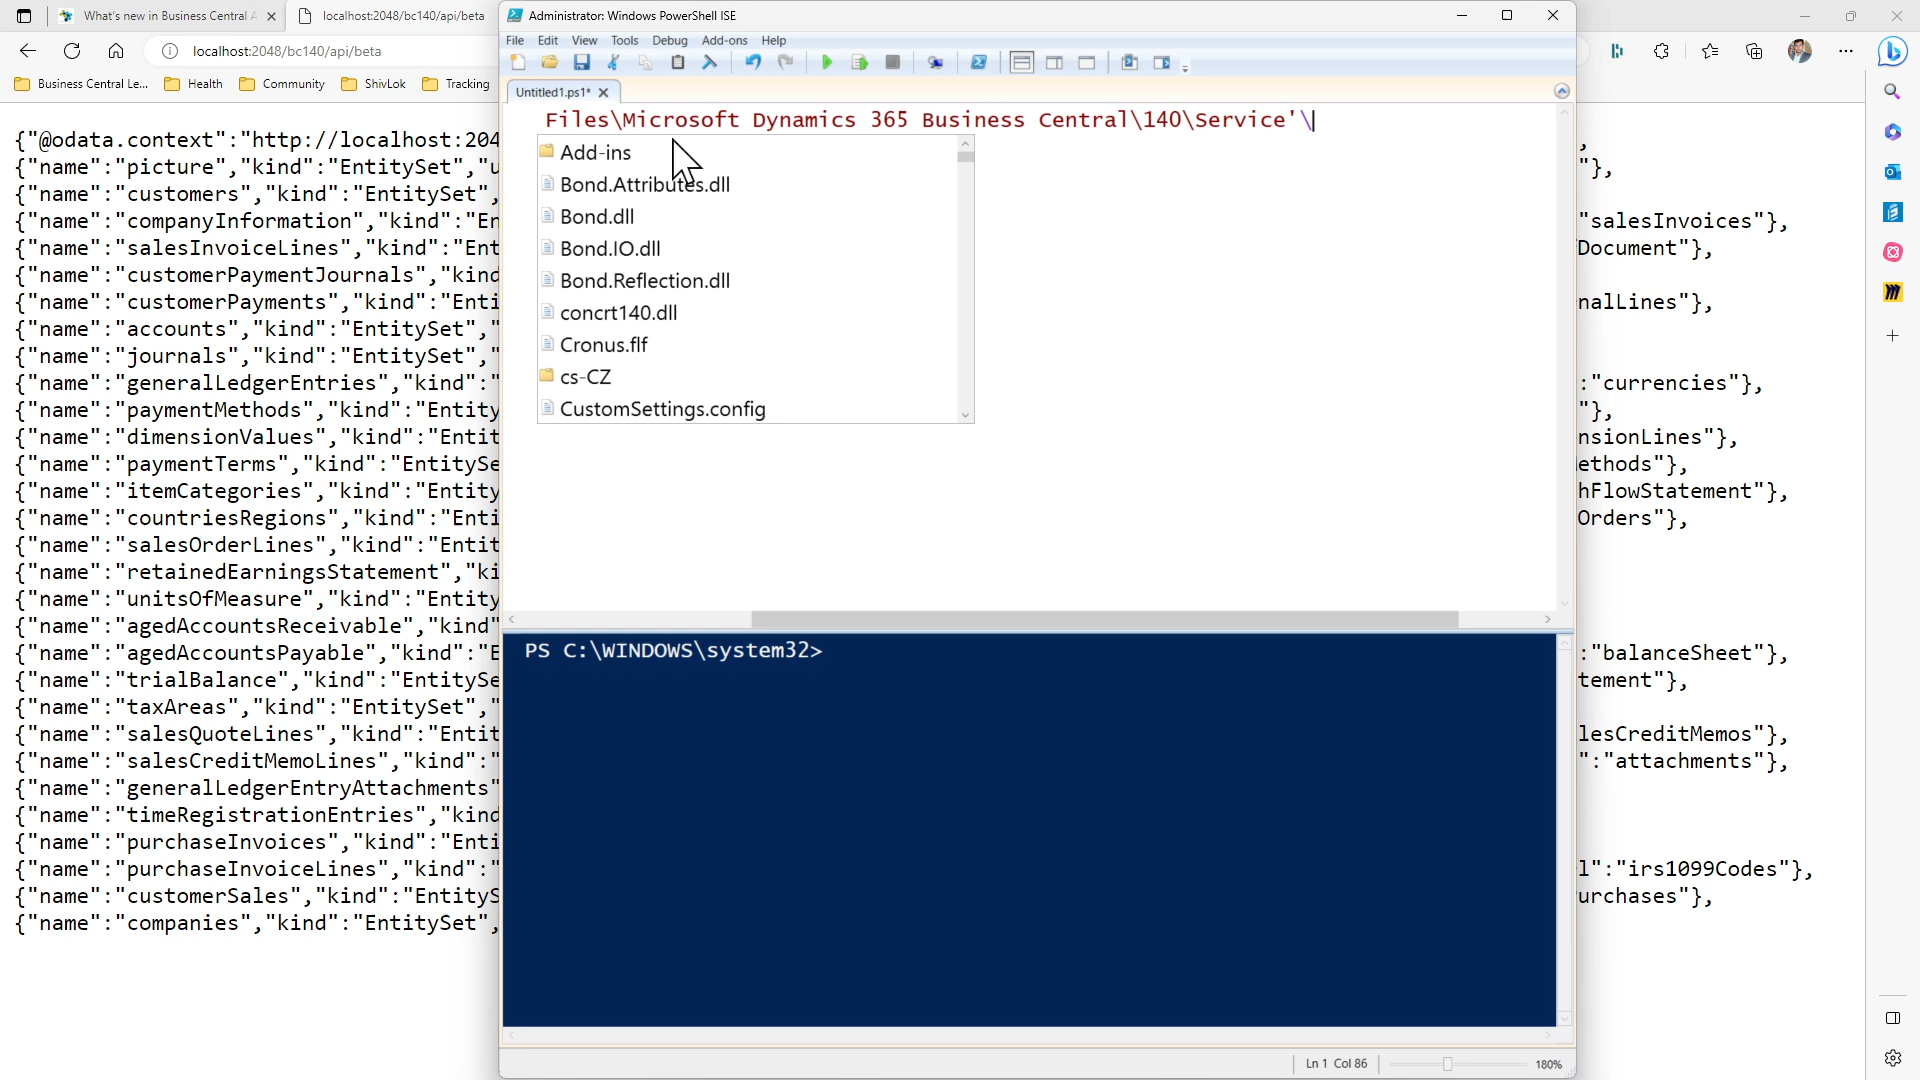 What's new in Business Central A
localhost:2048/bc140/api/beta
localhost:2048/bc140/api/beta
Business Central Le...
Health
Community
ShivLok
Tracking
{"@odata.context":"http://localhost:204
{"name":"picture","kind":"EntitySet","u
"},
{"name":"customers","kind":"EntitySet",
{"name":"companyInformation","kind":"En
"salesInvoices"},
{"name":"salesInvoiceLines","kind":"Ent
Document"},
{"name":"customerPaymentJournals","kind
{"name":"customerPayments","kind":"Enti
nalLines"},
{"name":"accounts","kind":"EntitySet","
{"name":"journals","kind":"EntitySet","
{"name":"generalLedgerEntries","kind":"
:"currencies"},
{"name":"paymentMethods","kind":"Entity
"},
{"name":"dimensionValues","kind":"Entit
nsionLines"},
{"name":"paymentTerms","kind":"EntitySe
ethods"},
{"name":"itemCategories","kind":"Entity
hFlowStatement"},
{"name":"countriesRegions","kind":"Enti
Orders"},
{"name":"salesOrderLines","kind":"Entit
{"name":"retainedEarningsStatement","ki
{"name":"unitsOfMeasure","kind":"Entity
{"name":"agedAccountsReceivable","kind"
{"name":"agedAccountsPayable","kind":"E
:"balanceSheet"},
{"name":"trialBalance","kind":"EntitySe
tement"},
{"name":"taxAreas","kind":"EntitySet","
{"name":"salesQuoteLines","kind":"Entit
lesCreditMemos"},
{"name":"salesCreditMemoLines","kind":"
":"attachments"},
{"name":"generalLedgerEntryAttachments"
{"name":"timeRegistrationEntries","kind
{"name":"purchaseInvoices","kind":"Enti
{"name":"purchaseInvoiceLines","kind":"
l":"irs1099Codes"},
{"name":"customerSales","kind":"EntityS
urchases"},
{"name":"companies","kind":"EntitySet",
Administrator: Windows PowerShell ISE
File Edit View Tools Debug Add-ons Help
Untitled1.ps1*
Files\Microsoft Dynamics 365 Business Central\140\Service'\
Add-ins
Bond.Attributes.dll
Bond.dll
Bond.IO.dll
Bond.Reflection.dll
concrt140.dll
Cronus.flf
cs-CZ
CustomSettings.config
PS C:\WINDOWS\system32>
Ln 1 Col 86
180%